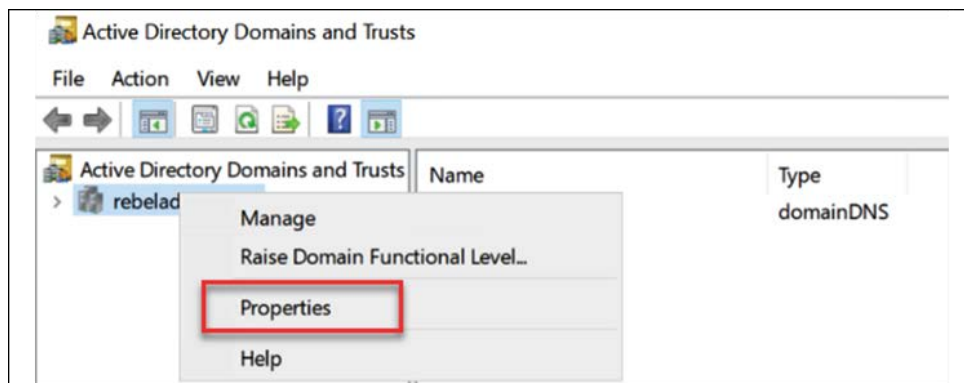 Active Directory Domains and Trusts
File Action View Help
Active Directory Domains and Trusts Name Type
rebelad domainDNS
Manage
Raise Domain Functional Level...
Properties
Help